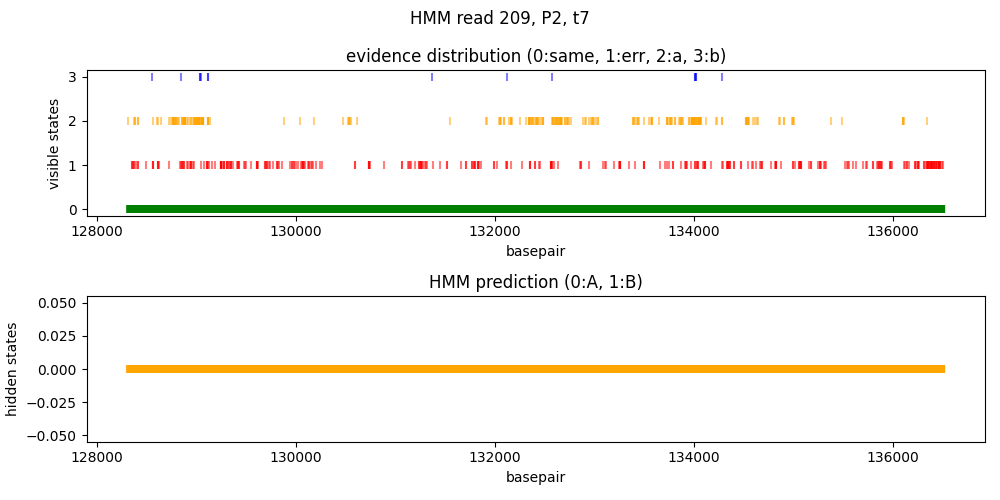 HMM read 209, P2, t7
evidence distribution (0:same, 1:err, 2:a, 3:b)
visible states
3
2
1
0
128000 130000 132000 134000 136000
basepair
HMM prediction (0:A, 1:B)
hidden states
0.050
0.025
0.000
−0.025
−0.050
128000 130000 132000 134000 136000
basepair